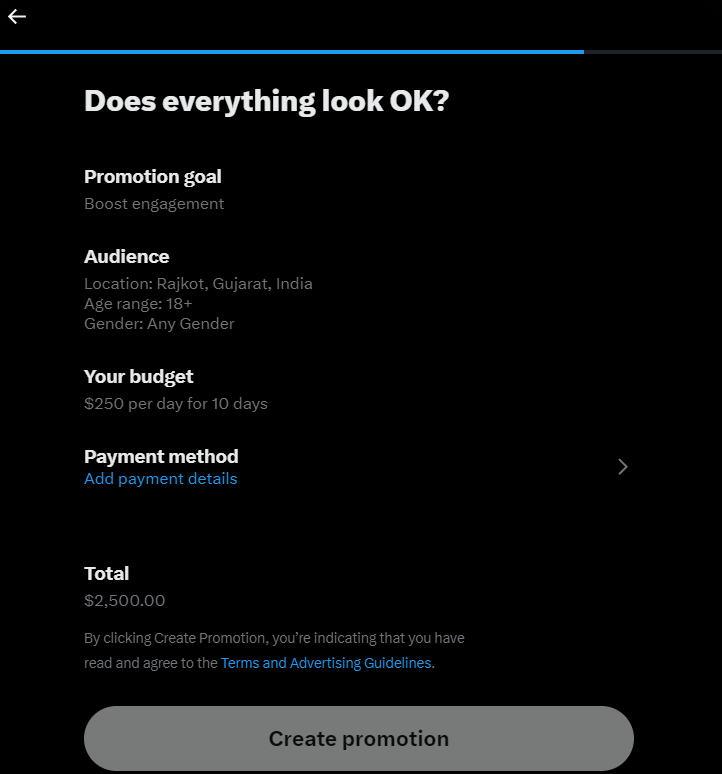 Does everything look OK?
Promotion goal
Boost engagement
Audience
Location: Rajkot, Gujarat, India
Age range: 18+
Gender: Any Gender
Your budget
$250 per day for 10 days
Payment method
Add payment details
Total
$2,500.00
By clicking Create Promotion, you’re indicating that you have
read and agree to the Terms and Advertising Guidelines.
Create promotion